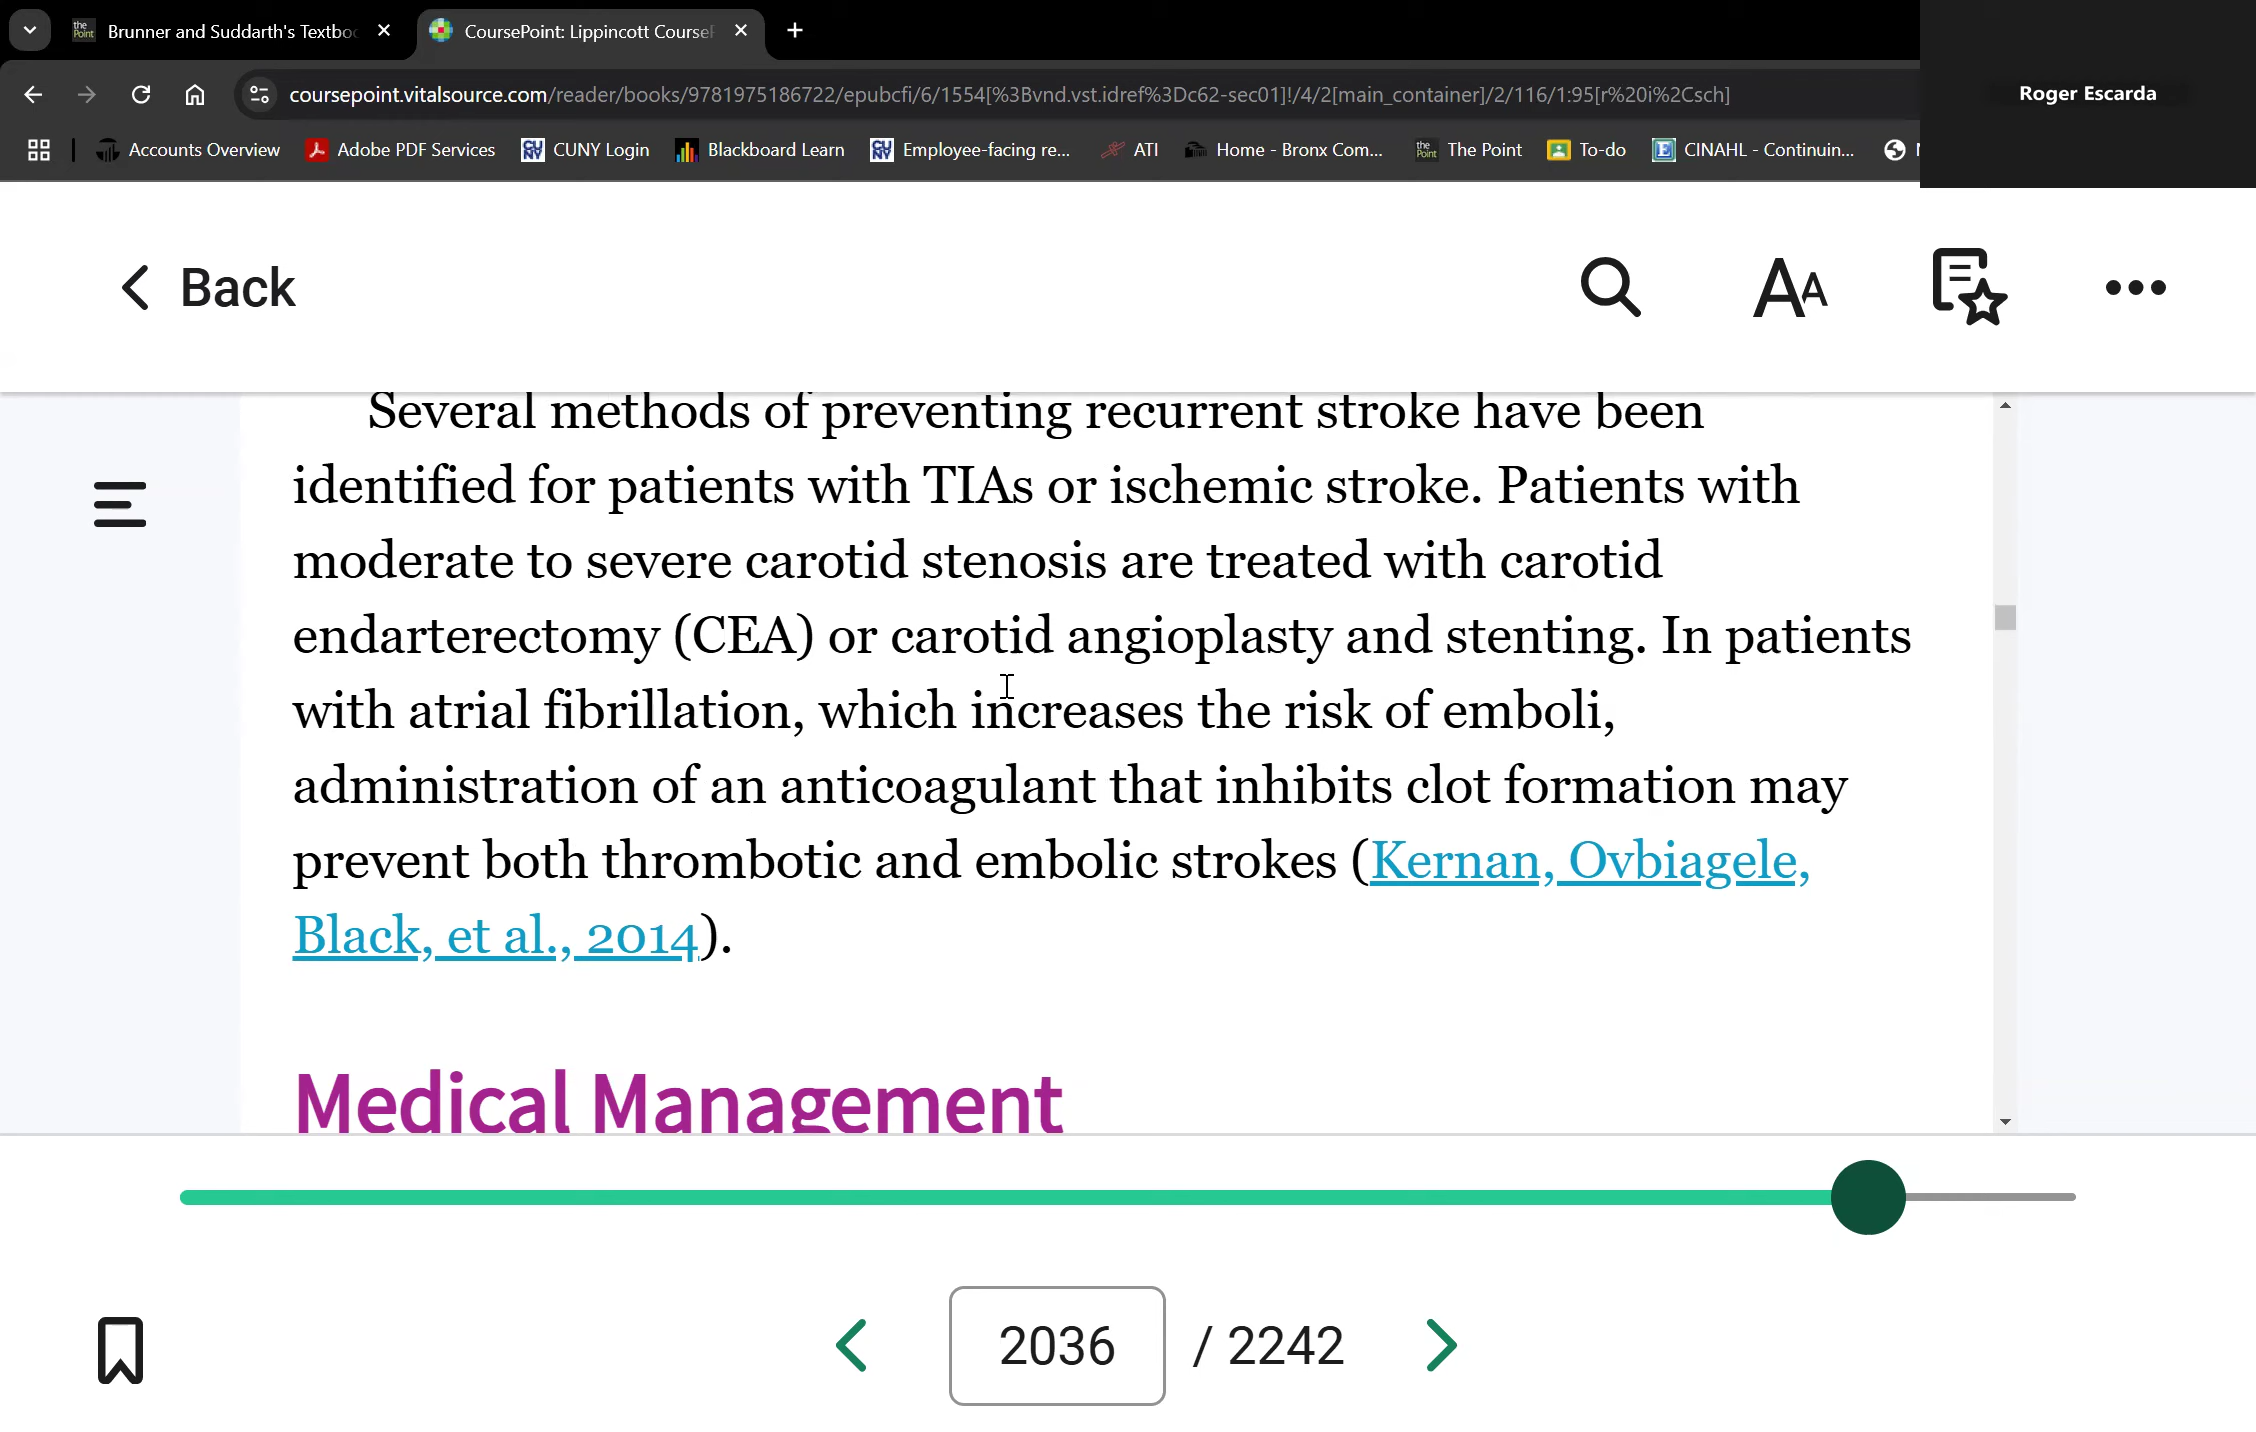 Brunner and Suddarth's Textbo
CoursePoint: Lippincott Course
coursepoint.vitalsource.com/reader/books/9781975186722/epubcfi/6/1554[%3Bvnd.vst.idref%3Dc62-sec01]!/4/2[main_container]/2/116/1:95[r%20i%2Csch]
Roger Escarda
Accounts Overview
Adobe PDF Services
CUNY Login
Blackboard Learn
Employee-facing re...
ATI
Home - Bronx Com...
The Point
To-do
CINAHL - Continuin...
Back
Several methods of preventing recurrent stroke have been
identified for patients with TIAs or ischemic stroke. Patients with
moderate to severe carotid stenosis are treated with carotid
endarterectomy (CEA) or carotid angioplasty and stenting. In patients
with atrial fibrillation, which increases the risk of emboli,
administration of an anticoagulant that inhibits clot formation may
prevent both thrombotic and embolic strokes (Kernan, Ovbiagele,
Black, et al., 2014).
Medical Management
2036 / 2242